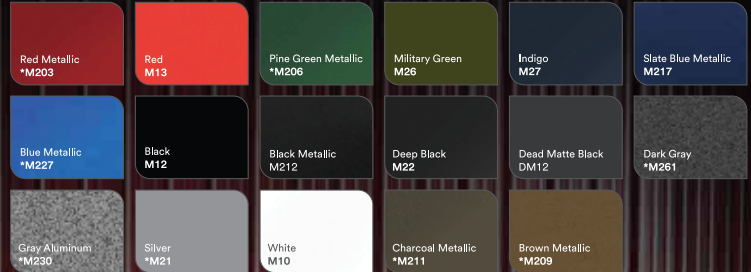 Red Metallic
*M203
Red
M13
Pine Green Metallic
*M206
Military Green
M26
Indigo
M27
Slate Blue Metallic
M217
Blue Metallic
*M227
Black
M12
Black Metallic
M212
Deep Black
M22
Dead Matte Black
DM12
Dark Gray
*M261
Gray Aluminum
*M230
Silver
*M21
White
M10
Charcoal Metallic
*M211
Brown Metallic
*M209